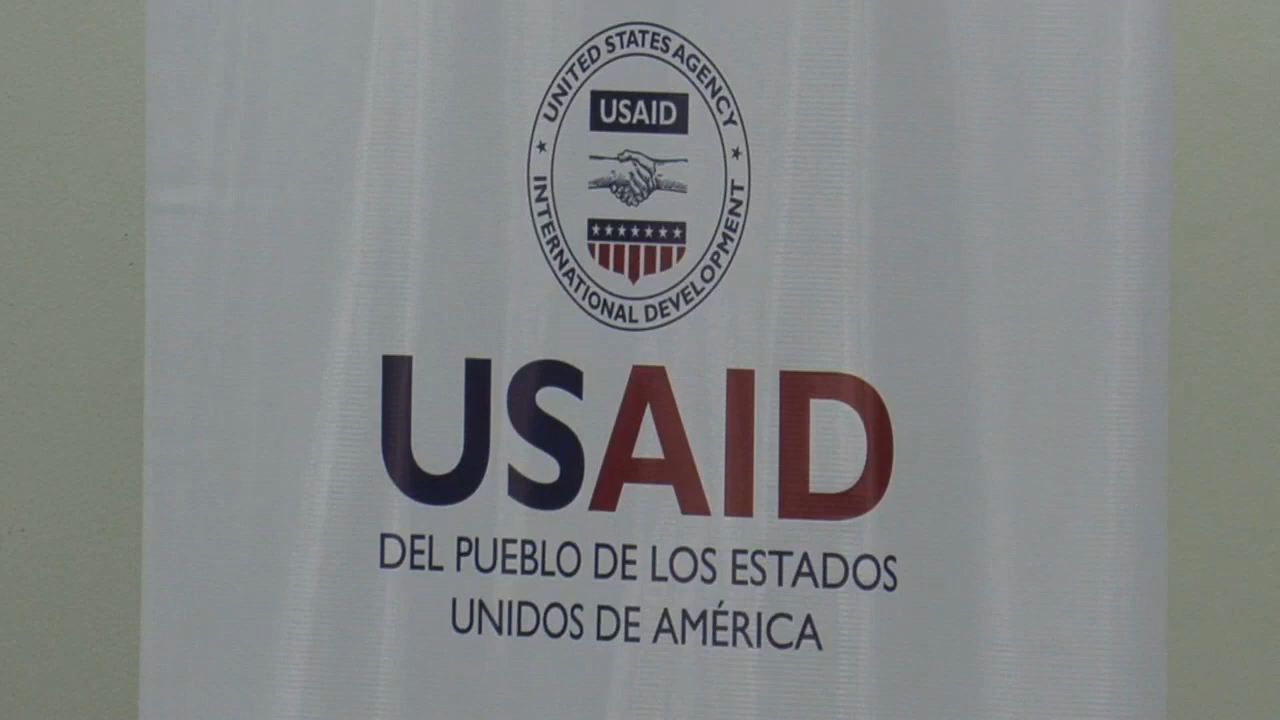 UNITED STATES AGENCY
USAID
INTERNATIONAL DEVELOPMENT
USAID
DEL PUEBLO DE LOS ESTADOS
UNIDOS DE AMÉRICA